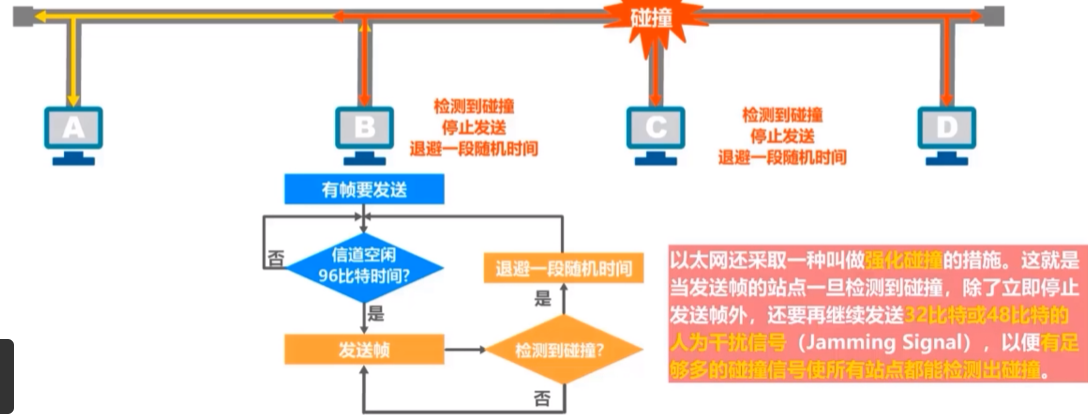 碰撞
A
B
C
D
检测到碰撞
停止发送
退避一段随机时间
检测到碰撞
停止发送
退避一段随机时间
有帧要发送
信道空闲
96比特时间?
否
是
发送帧
退避一段随机时间
是
检测到碰撞?
否
以太网还采取一种叫做强化碰撞的措施。这就是
当发送帧的站点一旦检测到碰撞，除了立即停止
发送帧外，还要再继续发送32比特或48比特的
人为干扰信号（Jamming Signal），以便有足
够多的碰撞信号使所有站点都能检测出碰撞。